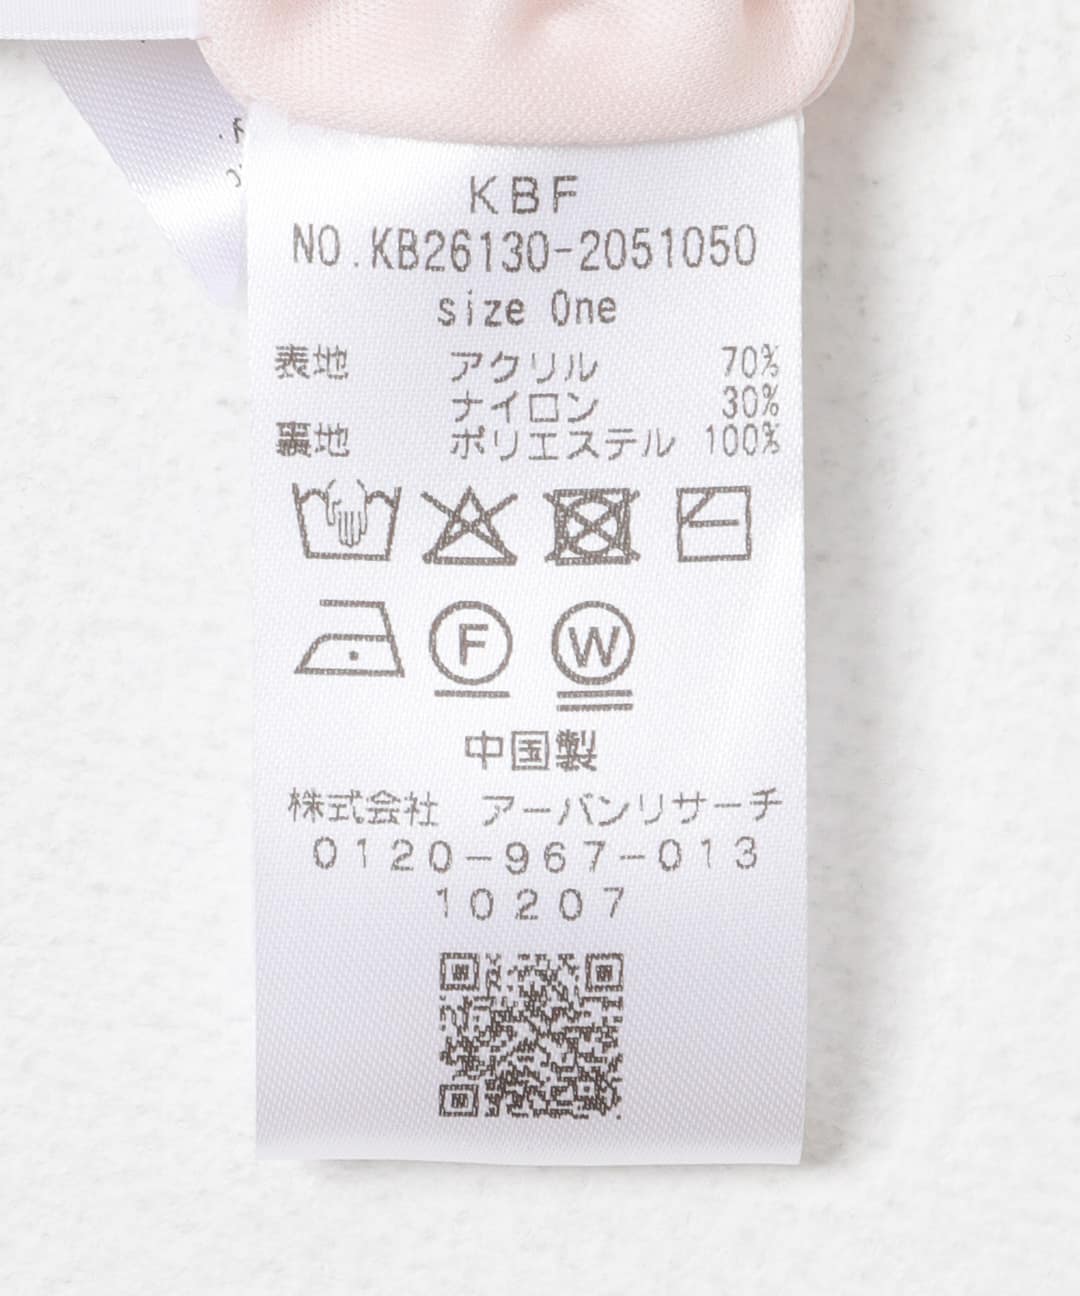 KBF
NO.KB26130-2051050
size One
表地 アクリル 70%
ナイロン 30%
裏地 ポリエステル 100%
F W
中国製
株式会社 アーバンリサーチ
0120-967-013
10207